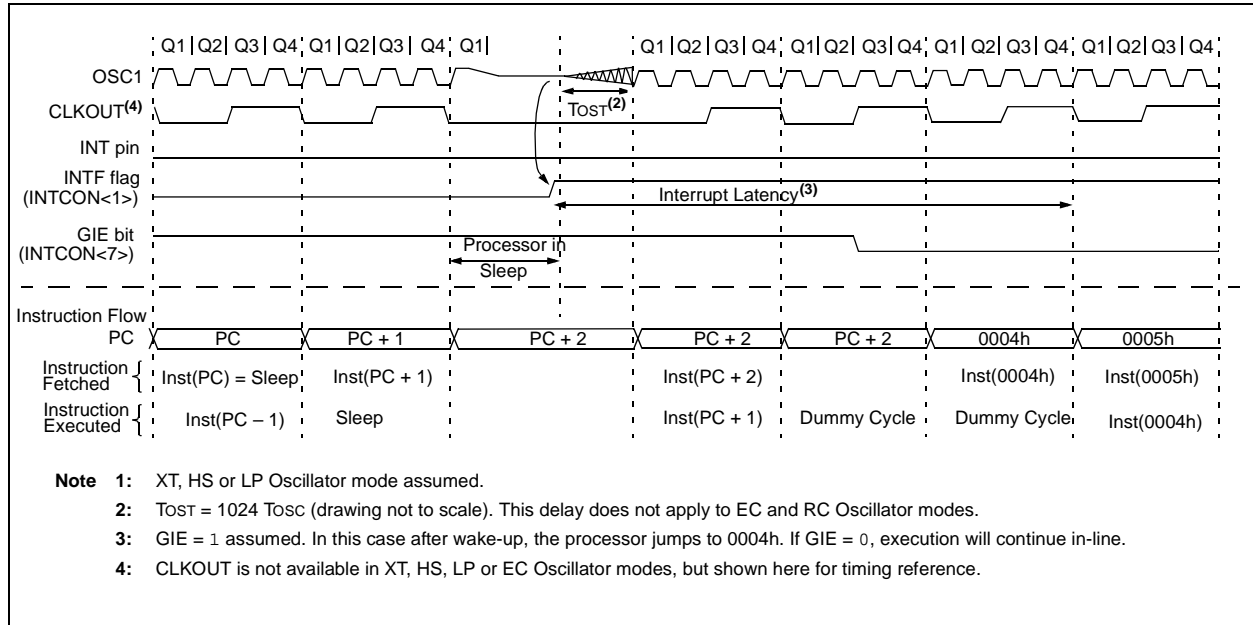 Q1 Q2 Q3 Q4 Q1 Q2 Q3 Q4 Q1 Q1 Q2 Q3 Q4 Q1 Q2 Q3 Q4 Q1 Q2 Q3 Q4 Q1 Q2 Q3 Q4
OSC1
TOST(2)
CLKOUT(4)
INT pin
INTF flag
(INTCON<1>)
Interrupt Latency(3)
GIE bit
(INTCON<7>)
Processor in
Sleep
Instruction Flow
PC PC PC + 1 PC + 2 PC + 2 PC + 2 0004h 0005h
Instruction
Fetched
Inst(PC) = Sleep Inst(PC + 1) Inst(PC + 2) Inst(0004h) Inst(0005h)
Instruction
Executed
Inst(PC – 1) Sleep Inst(PC + 1) Dummy Cycle Dummy Cycle Inst(0004h)
Note 1: XT, HS or LP Oscillator mode assumed.
2: TOST = 1024 TOSC (drawing not to scale). This delay does not apply to EC and RC Oscillator modes.
3: GIE = 1 assumed. In this case after wake-up, the processor jumps to 0004h. If GIE = 0, execution will continue in-line.
4: CLKOUT is not available in XT, HS, LP or EC Oscillator modes, but shown here for timing reference.